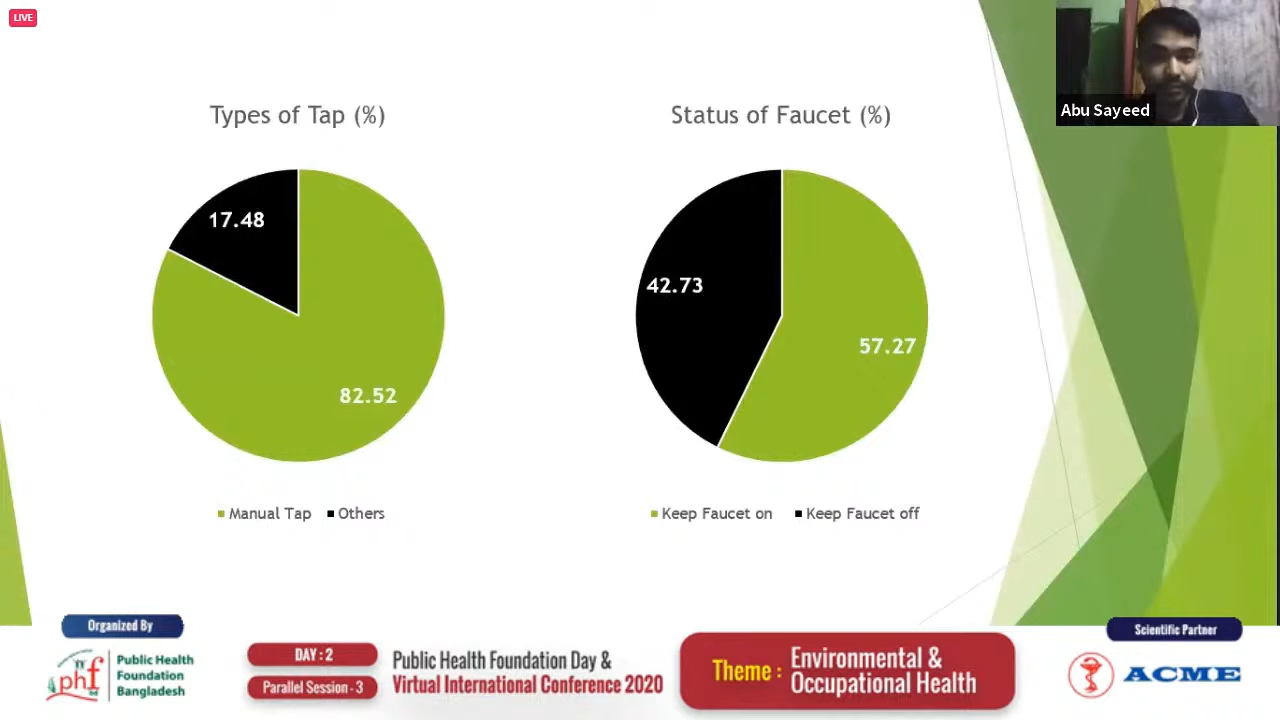 LIVE
Abu Sayeed
Types of Tap (%)
17.48
82.52
Manual Tap Others
Status of Faucet (%)
42.73
57.27
Keep Faucet on Keep Faucet off
Organized By
phf
Public Health
Foundation
Bangladesh
DAY : 2
Parallel Session - 3
Public Health Foundation Day &
Virtual International Conference 2020
Theme : Environmental &
Occupational Health
Scientific Partner
ACME